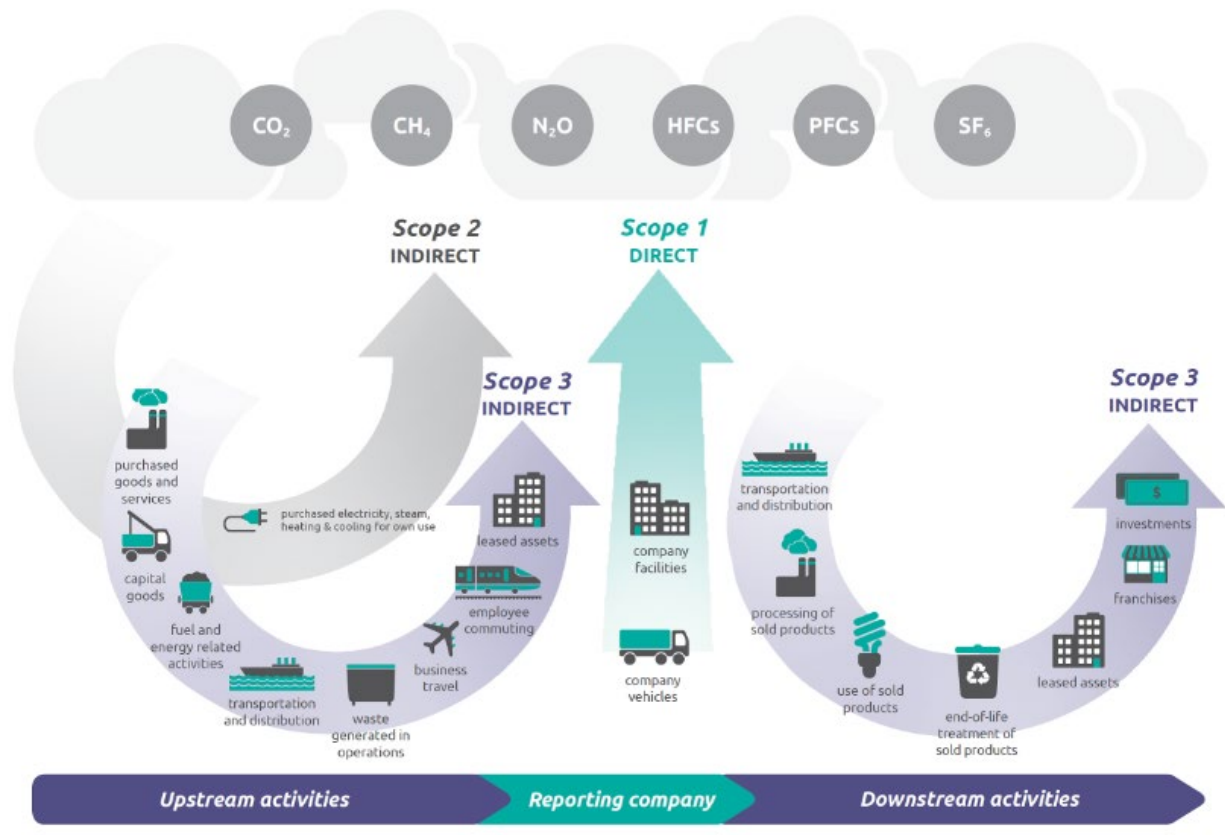 CO₂
CH₄
N₂O
HFCs
PFCs
SF₆
Scope 2
INDIRECT
Scope 1
DIRECT
Scope 3
INDIRECT
Scope 3
INDIRECT
purchased
goods and
services
capital
goods
fuel and
energy related
activities
transportation
and distribution
waste
generated in
operations
business
travel
employee
commuting
leased assets
purchased electricity, steam,
heating & cooling for own use
company
facilities
company
vehicles
transportation
and distribution
processing of
sold products
use of sold
products
end-of-life
treatment of
sold products
leased assets
franchises
$
investments
Upstream activities
Reporting company
Downstream activities